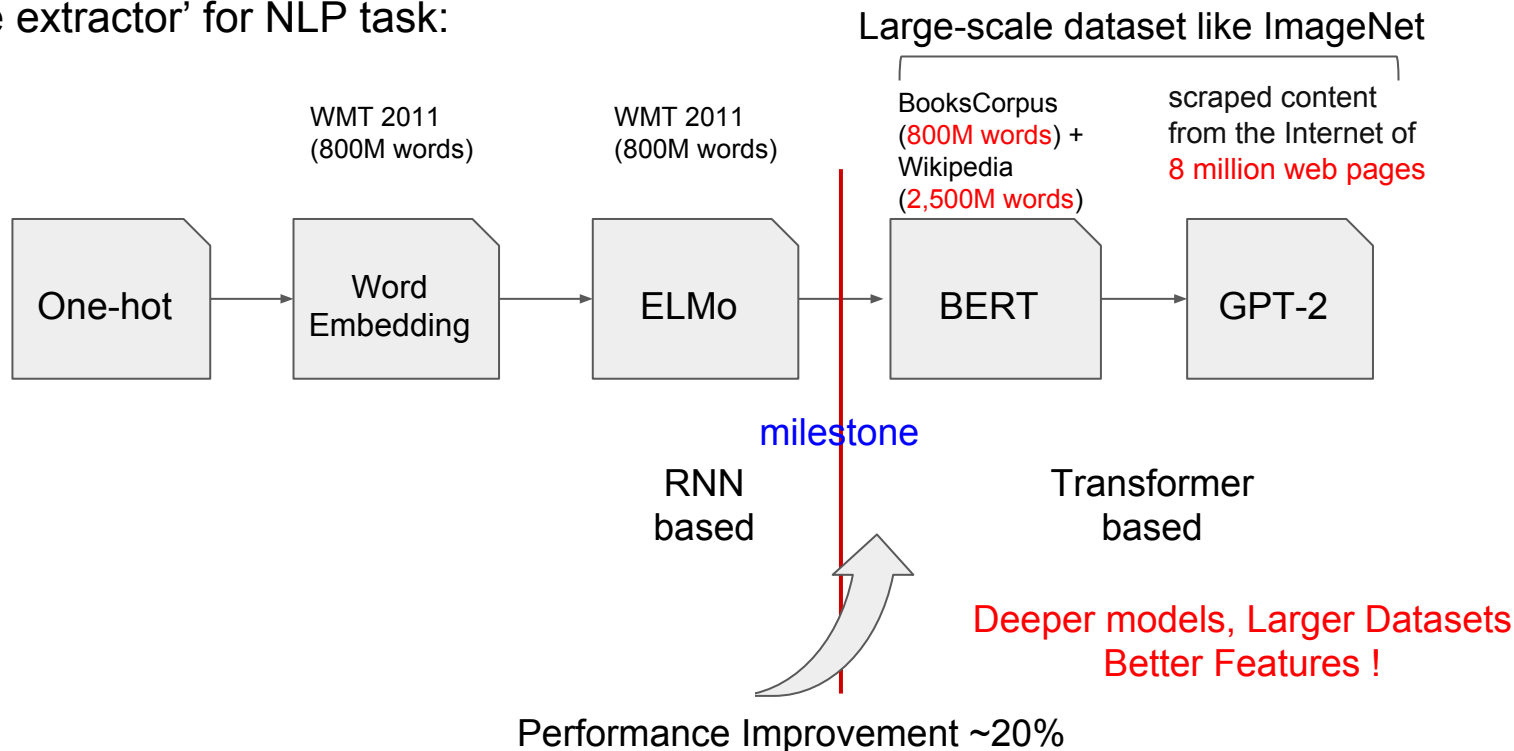 e extractor’ for NLP task:
Large-scale dataset like ImageNet
WMT 2011
(800M words)
WMT 2011
(800M words)
BooksCorpus
(800M words) +
Wikipedia
(2,500M words)
scraped content
from the Internet of
8 million web pages
One-hot
Word
Embedding
ELMo
BERT
GPT-2
milestone
RNN
based
Transformer
based
Deeper models, Larger Datasets
Better Features !
Performance Improvement ~20%